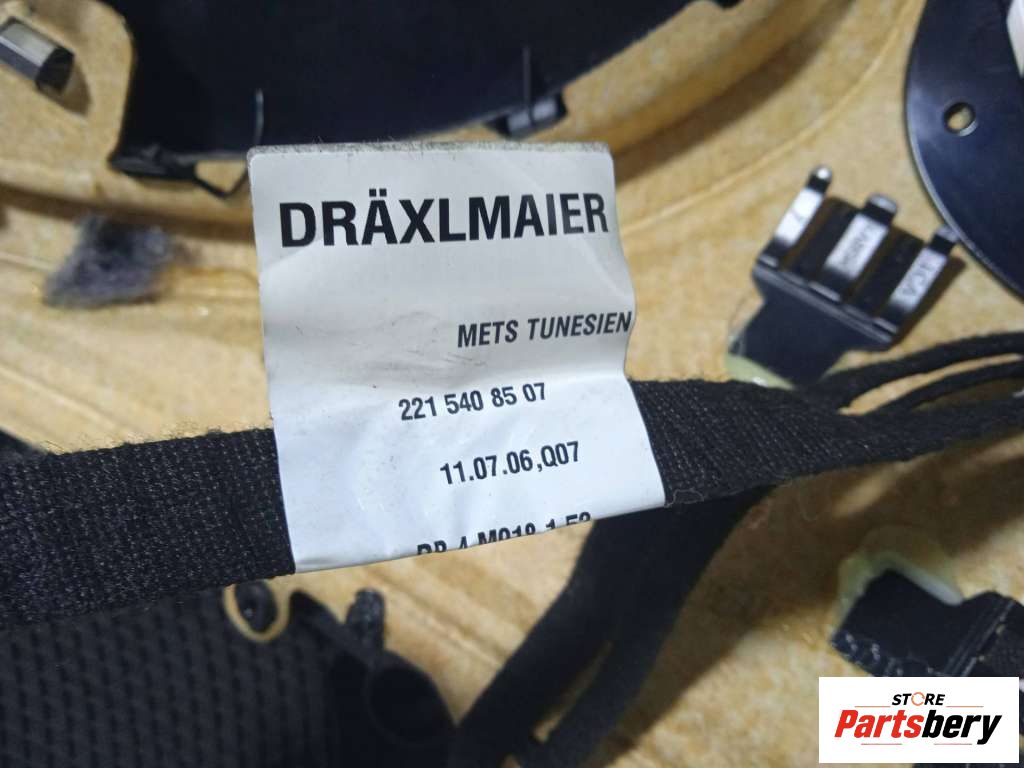 DRÄXLMAIER
METS TUNESIEN
221 540 85 07
11.07.06,Q07
STORE
Partsbery